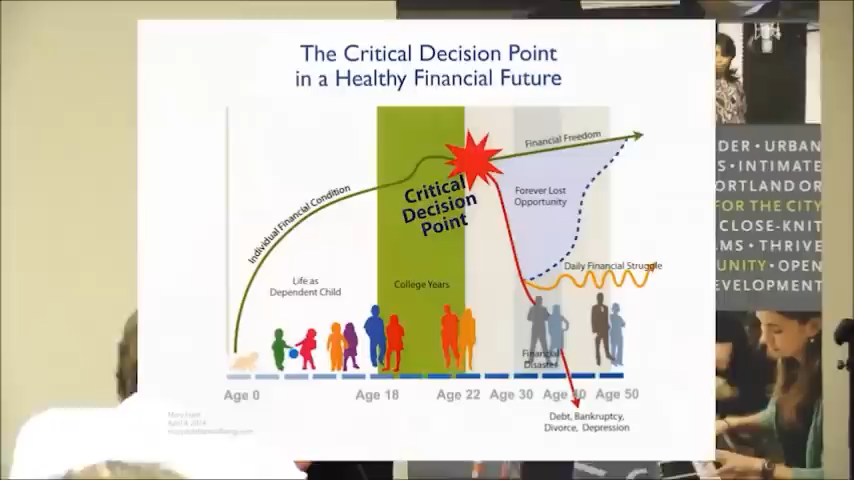 The Critical Decision Point
in a Healthy Financial Future
Financial Freedom
Individual Financial Condition
Critical
Decision
Point
Forever Lost
Opportunity
Daily Financial Struggle
Life as
Dependent Child
College Years
Financial
Disaster
Age 0
Age 18
Age 22
Age 30
Age 40
Age 50
Debt, Bankruptcy,
Divorce, Depression
DER • URBAN
S • INTIMATE
ORTLAND OR
FOR THE CITY
CLOSE-KNIT
MS • THRIVE
UNITY • OPEN
DEVELOPMENT